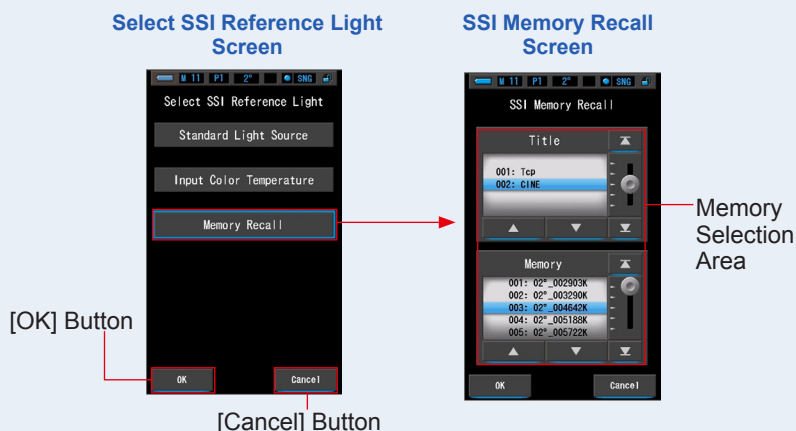 Select SSI Reference Light
Screen
M 11 P1 2° SNG
Select SSI Reference Light
Standard Light Source
Input Color Temperature
Memory Recall
OK
Cancel
[OK] Button
[Cancel] Button
SSI Memory Recall
Screen
M 11 P1 2° SNG
SSI Memory Recall
Title
001: Tcp
002: CINE
Memory
001: 02°_002903K
002: 02°_003290K
003: 02°_004642K
004: 02°_005188K
005: 02°_005722K
OK
Cancel
Memory
Selection
Area